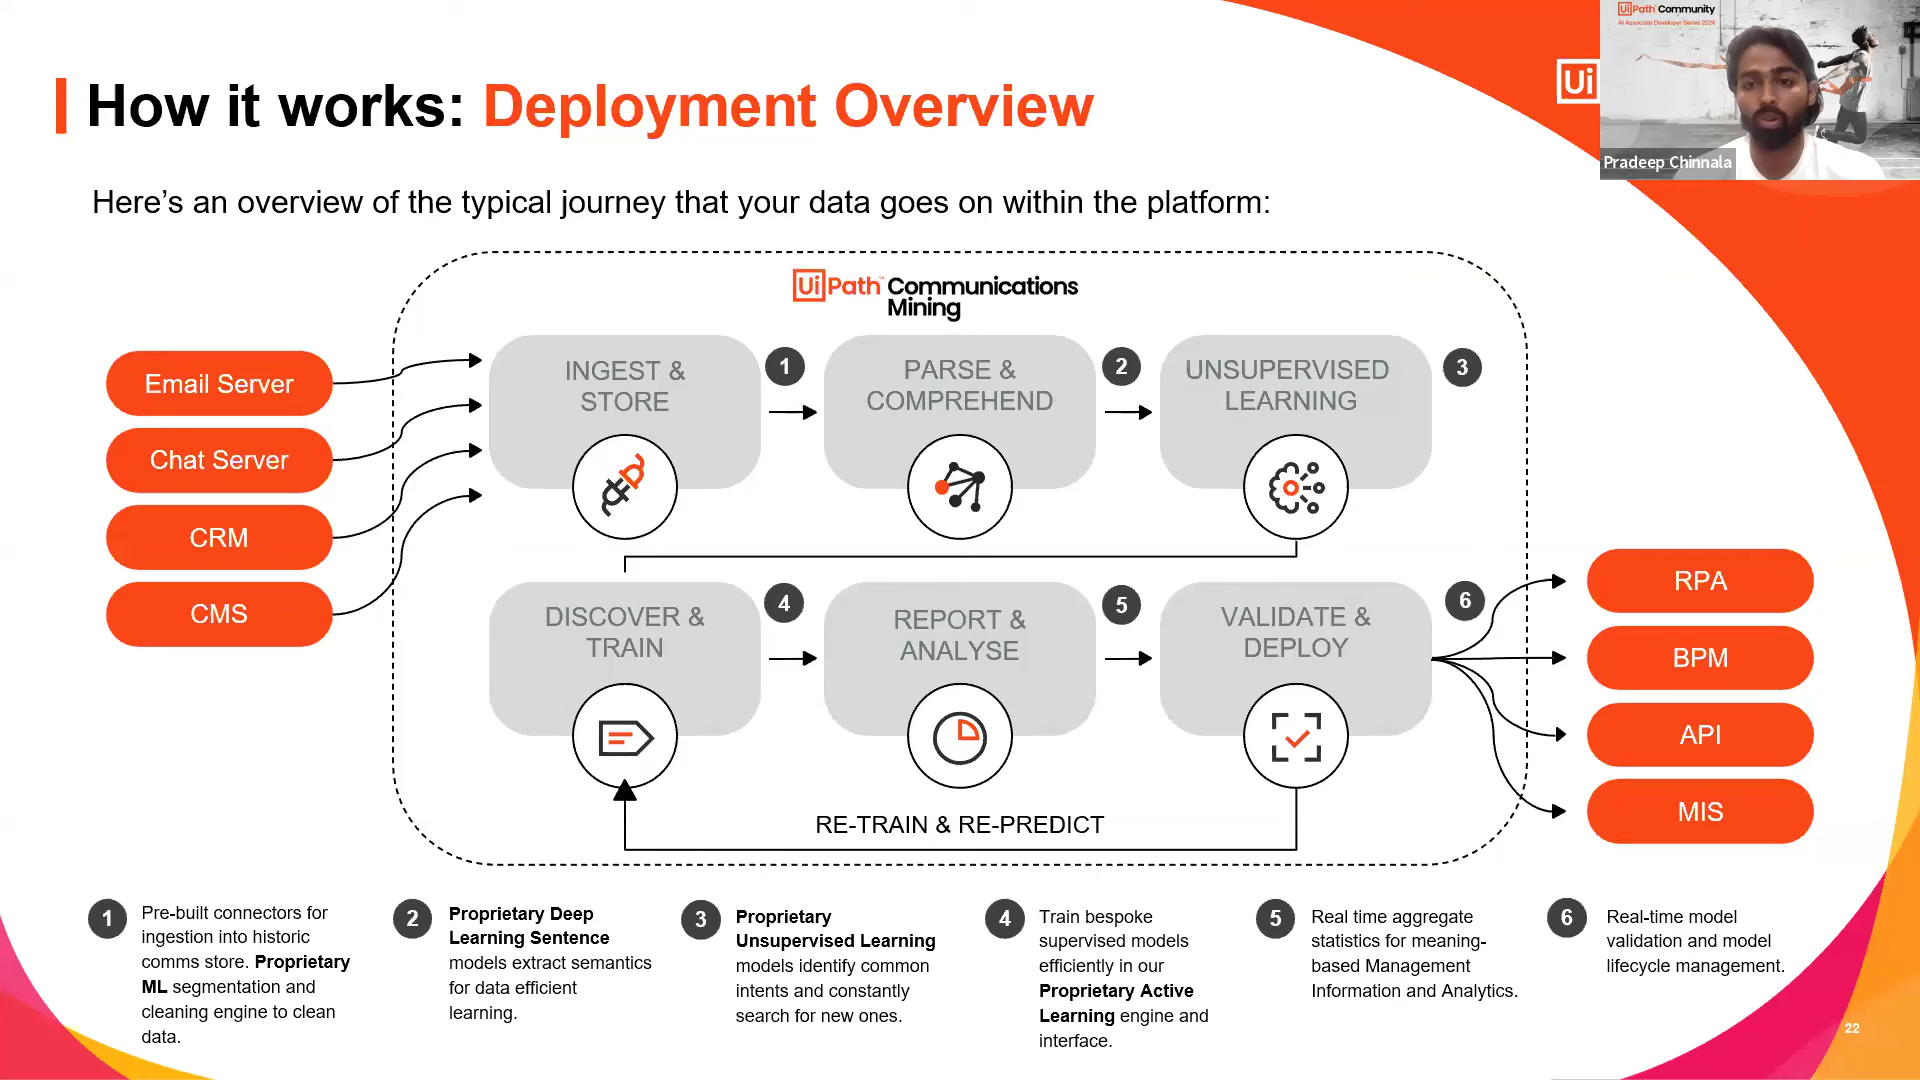 How it works: Deployment Overview
Here’s an overview of the typical journey that your data goes on within the platform:
UiPath™ Communications
Mining
Email Server
Chat Server
CRM
CMS
INGEST &
STORE
1
PARSE &
COMPREHEND
2
UNSUPERVISED
LEARNING
3
DISCOVER &
TRAIN
4
REPORT &
ANALYSE
5
VALIDATE &
DEPLOY
6
RE-TRAIN & RE-PREDICT
RPA
BPM
API
MIS
1
Pre-built connectors for
ingestion into historic
comms store. Proprietary
ML segmentation and
cleaning engine to clean
data.
2
Proprietary Deep
Learning Sentence
models extract semantics
for data efficient
learning.
3
Proprietary
Unsupervised Learning
models identify common
intents and constantly
search for new ones.
4
Train bespoke
supervised models
efficiently in our
Proprietary Active
Learning engine and
interface.
5
Real time aggregate
statistics for meaning-
based Management
Information and Analytics.
6
Real-time model
validation and model
lifecycle management.
22
Ui
UiPath Community
AI Associate Developer Series 2024
Pradeep Chinnala